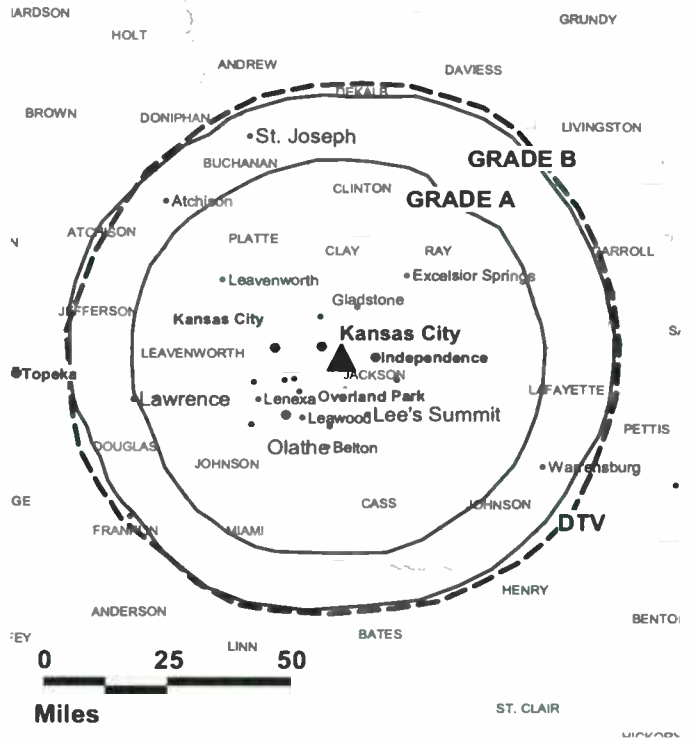 GRUNDY
HOLT
ANDREW
DAVIESS
DEKALB
BROWN
DONIPHAN
LIVINGSTON
St. Joseph
GRADE B
BUCHANAN
CLINTON
GRADE A
Atchison
ATCHISON
PLATTE
CLAY
RAY
CARROLL
Leavenworth
Excelsior Springs
Gladstone
JEFFERSON
Kansas City
Kansas City
LEAVENWORTH
Independence
Topeka
JACKSON
LAFAYETTE
Lawrence
Lenexa
Overland Park
Leawood
Lee's Summit
PETTIS
DOUGLAS
Olathe
Belton
JOHNSON
Warrensburg
GE
CASS
JOHNSON
DTV
FRANKLIN
MIAMI
HENRY
ANDERSON
BATES
LINN
0 25 50
Miles
ST. CLAIR